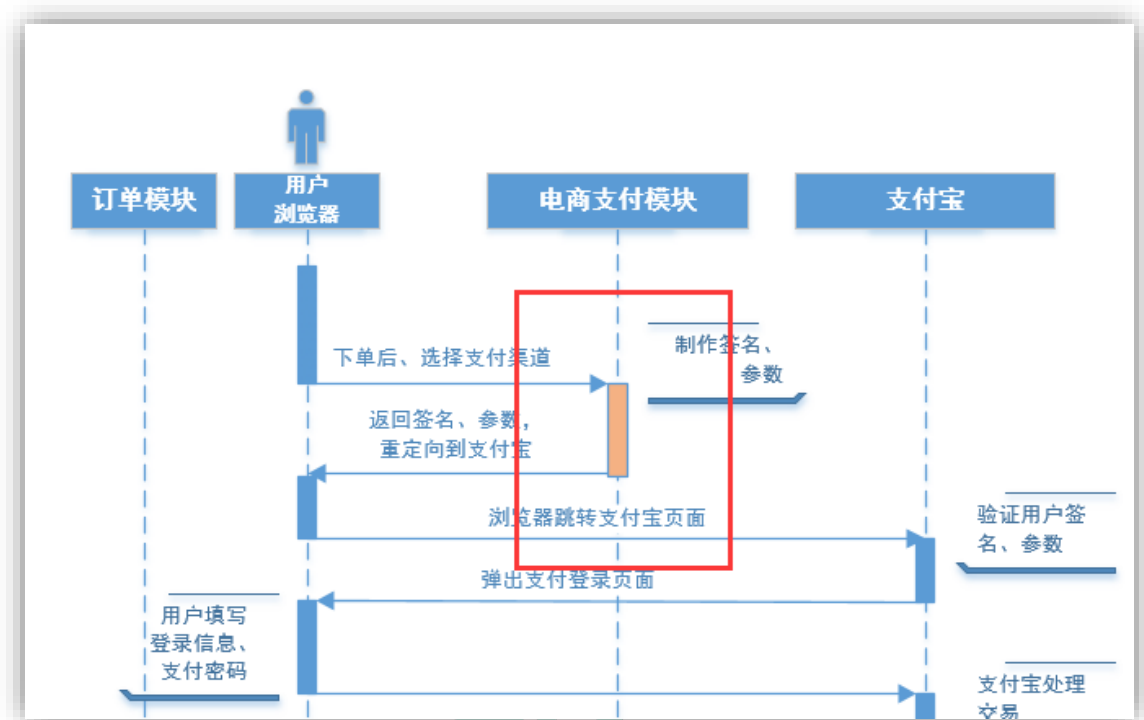 订单模块
用户
浏览器
电商支付模块
支付宝
下单后、选择支付渠道
制作签名、
参数
返回签名、参数，
重定向到支付宝
浏览器跳转支付宝页面
验证用户签
名、参数
弹出支付登录页面
用户填写
登录信息、
支付密码
支付宝处理
交易